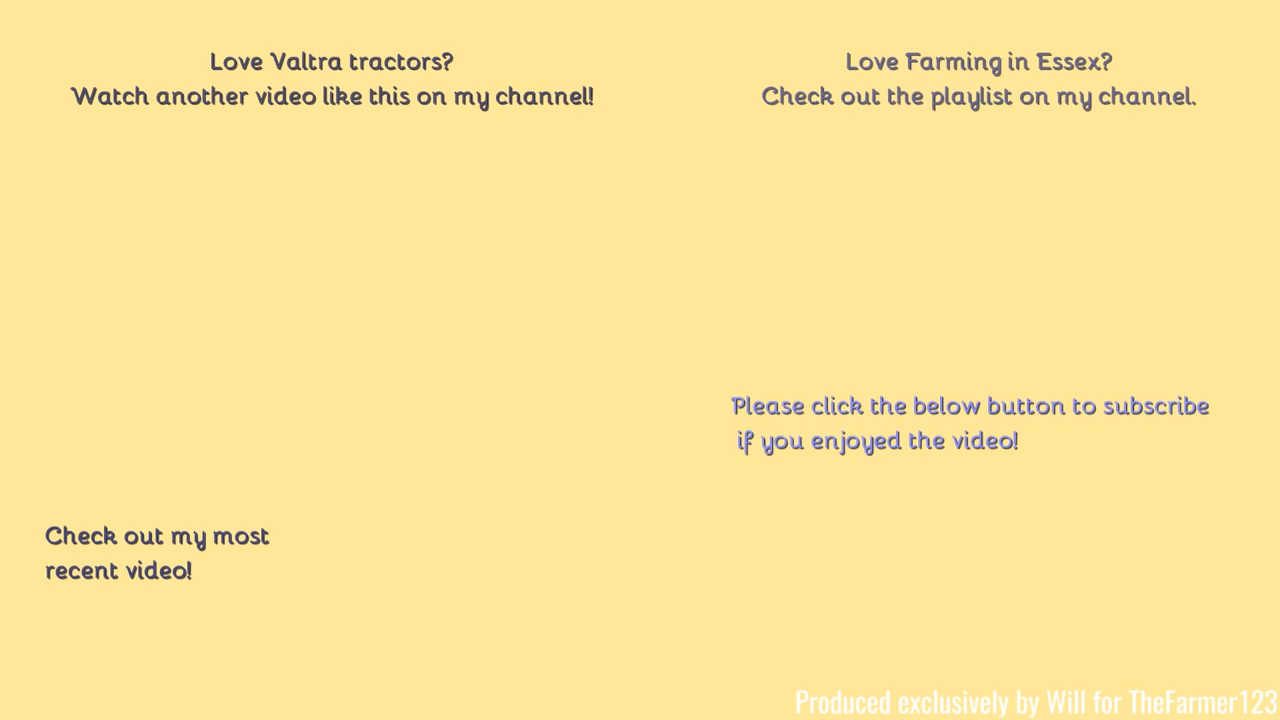 Love Valtra tractors?
Watch another video like this on my channel!
Love Farming in Essex?
Check out the playlist on my channel.
Please click the below button to subscribe
if you enjoyed the video!
Check out my most
recent video!
Produced exclusively by Will for TheFarmer123